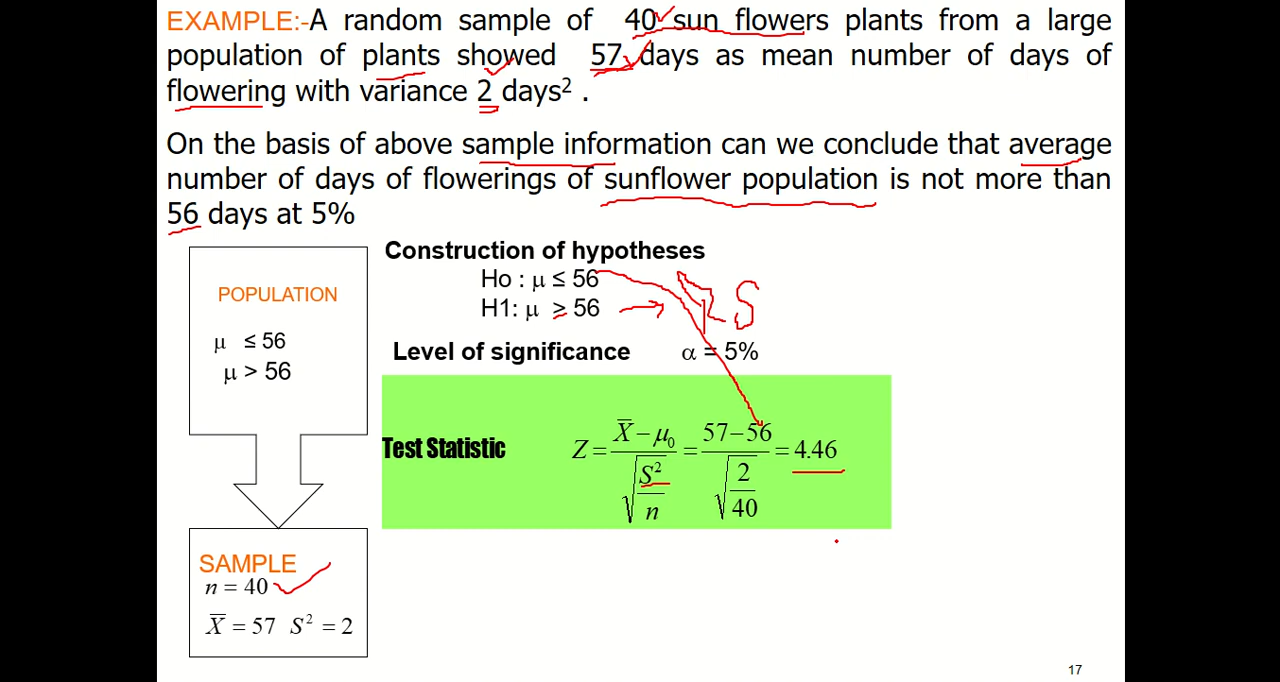 EXAMPLE:-A random sample of 40 sun flowers plants from a large
population of plants showed 57 days as mean number of days of
flowering with variance 2 days² .
On the basis of above sample information can we conclude that average
number of days of flowerings of sunflower population is not more than
56 days at 5%
Construction of hypotheses
Ho : μ ≤ 56
H1: μ > 56
Level of significance α = 5%
POPULATION
μ ≤ 56
μ > 56
Test Statistic Z = (X̅ − μ₀) / √(S²/n) = (57−56) / √(2/40) = 4.46
SAMPLE
n = 40
X̅ = 57 S² = 2
17